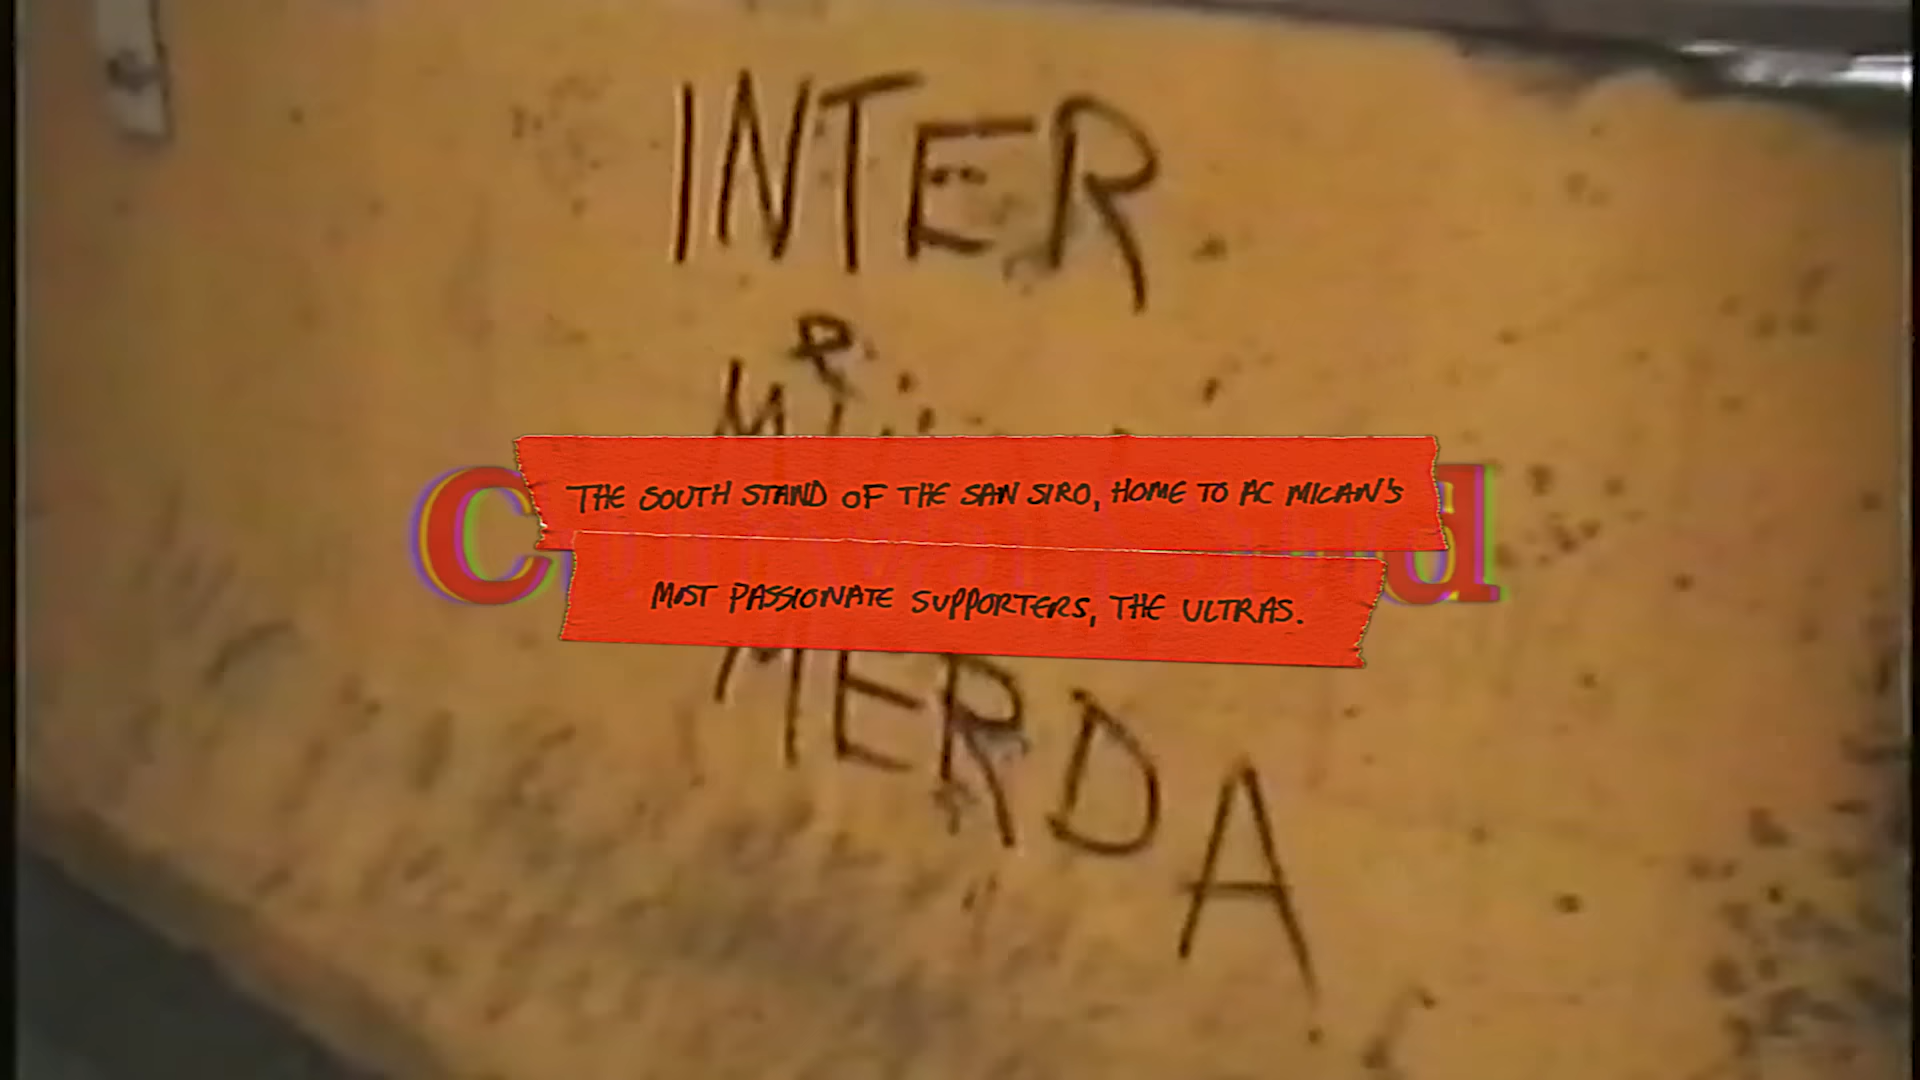 INTER
THE SOUTH STAND OF THE SAN SIRO, HOME TO AC MILAN'S
MOST PASSIONATE SUPPORTERS, THE ULTRAS.
MERDA